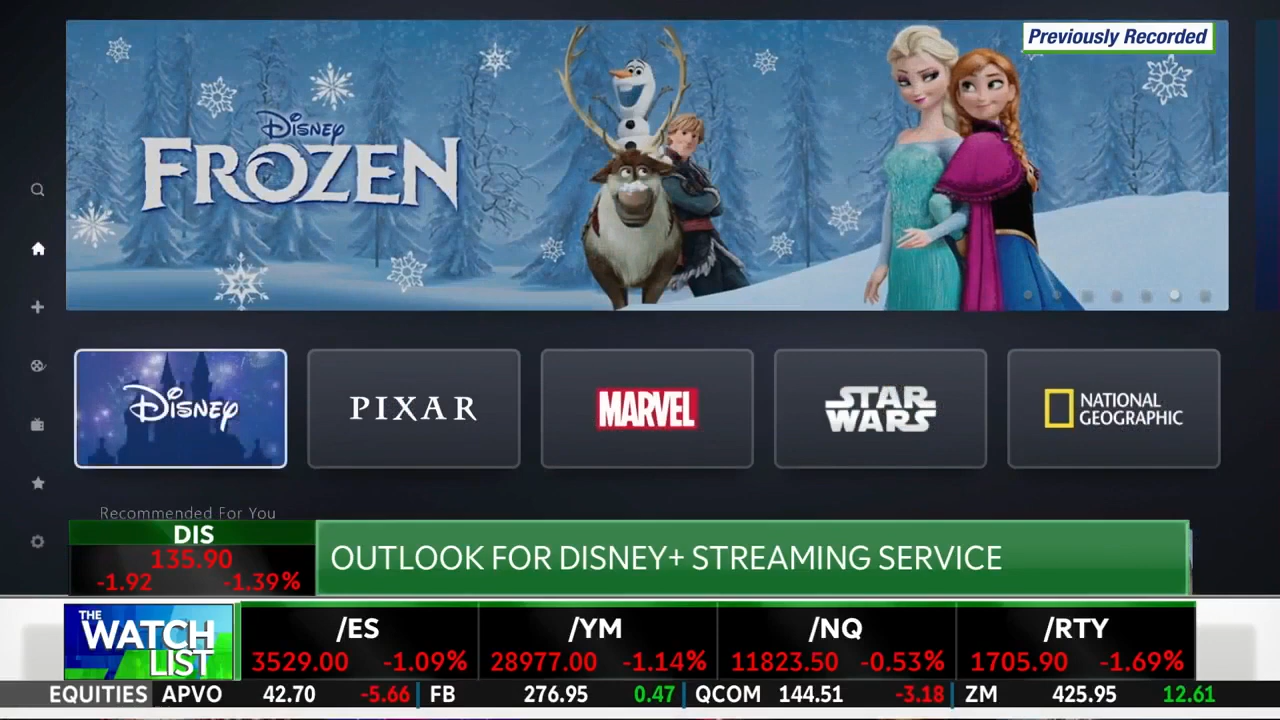 Previously Recorded
Disney
FROZEN
Disney
PIXAR
MARVEL
STAR
WARS
NATIONAL
GEOGRAPHIC
Recommended For You
DIS
135.90
-1.92 -1.39%
OUTLOOK FOR DISNEY+ STREAMING SERVICE
THE
WATCH
LIST
/ES /YM /NQ /RTY
3529.00 -1.09% 28977.00 -1.14% 11823.50 -0.53% 1705.90 -1.69%
EQUITIES APVO 42.70 -5.66 FB 276.95 0.47 QCOM 144.51 -3.18 ZM 425.95 12.61